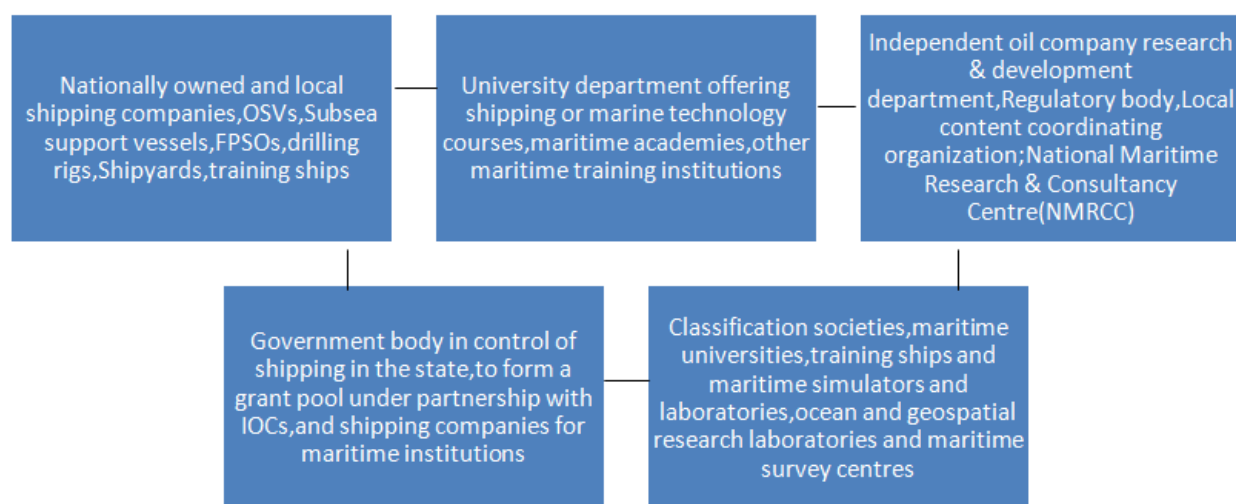 Nationally owned and local
shipping companies,OSVs,Subsea
support vessels,FPSOs,drilling
rigs,Shipyards,training ships
University department offering
shipping or marine technology
courses,maritime academies,other
maritime training institutions
Independent oil company research
& development
department,Regulatory body,Local
content coordinating
organization;National Maritime
Research & Consultancy
Centre(NMRCC)
Government body in control of
shipping in the state,to form a
grant pool under partnership with
IOCs,and shipping companies for
maritime institutions
Classification societies,maritime
universities,training ships and
maritime simulators and
laboratories,ocean and geospatial
research laboratories and maritime
survey centres